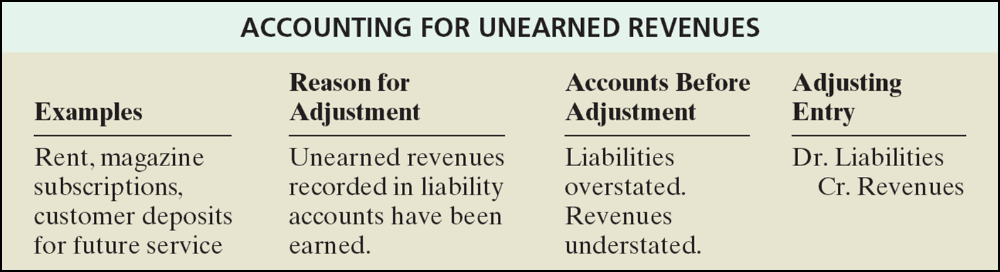 ACCOUNTING FOR UNEARNED REVENUES
Examples
Reason for
Adjustment
Accounts Before
Adjustment
Adjusting
Entry
Rent, magazine
subscriptions,
customer deposits
for future service
Unearned revenues
recorded in liability
accounts have been
earned.
Liabilities
overstated.
Revenues
understated.
Dr. Liabilities
Cr. Revenues